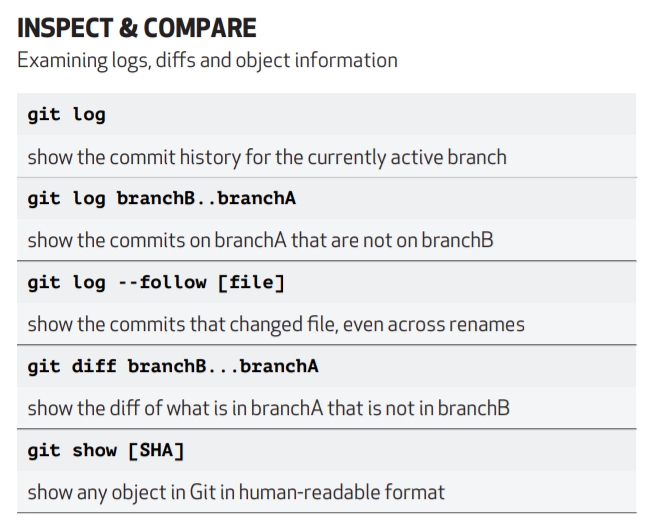 INSPECT & COMPARE
Examining logs, diffs and object information
git log
show the commit history for the currently active branch
git log branchB..branchA
show the commits on branchA that are not on branchB
git log --follow [file]
show the commits that changed file, even across renames
git diff branchB...branchA
show the diff of what is in branchA that is not in branchB
git show [SHA]
show any object in Git in human-readable format